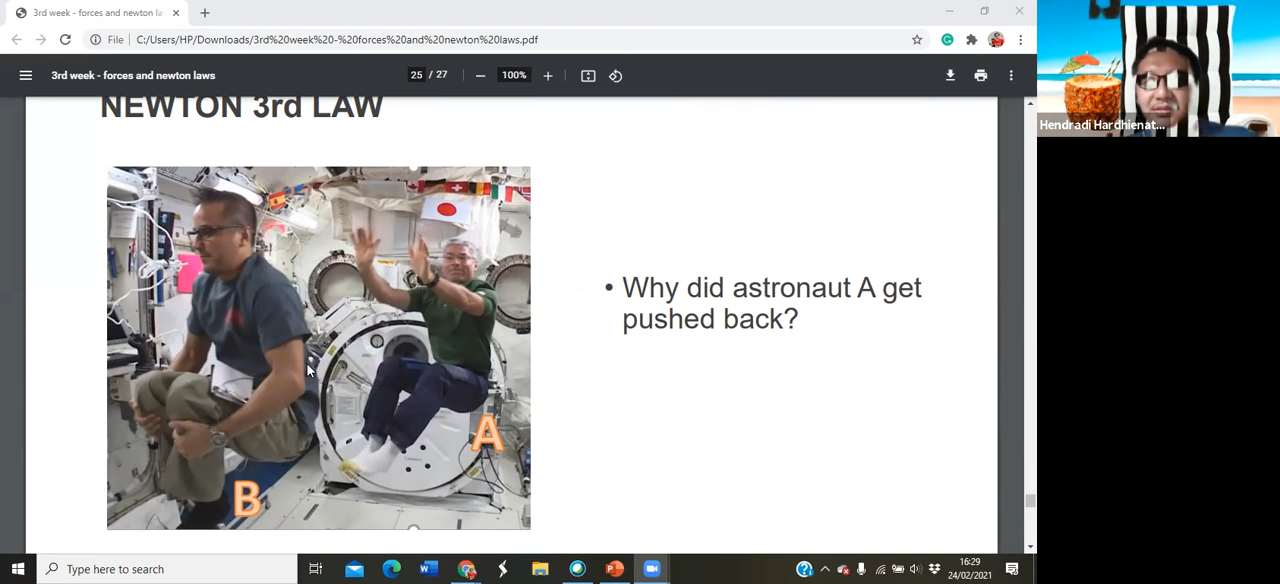 3rd week - forces and newton la
File
C:/Users/HP/Downloads/3rd%20week%20-%20forces%20and%20newton%20laws.pdf
3rd week - forces and newton laws
25 / 27
100%
NEWTON 3rd LAW
• Why did astronaut A get
pushed back?
A
B
Hendradi Hardhienat...
Type here to search
16:29
24/02/2021